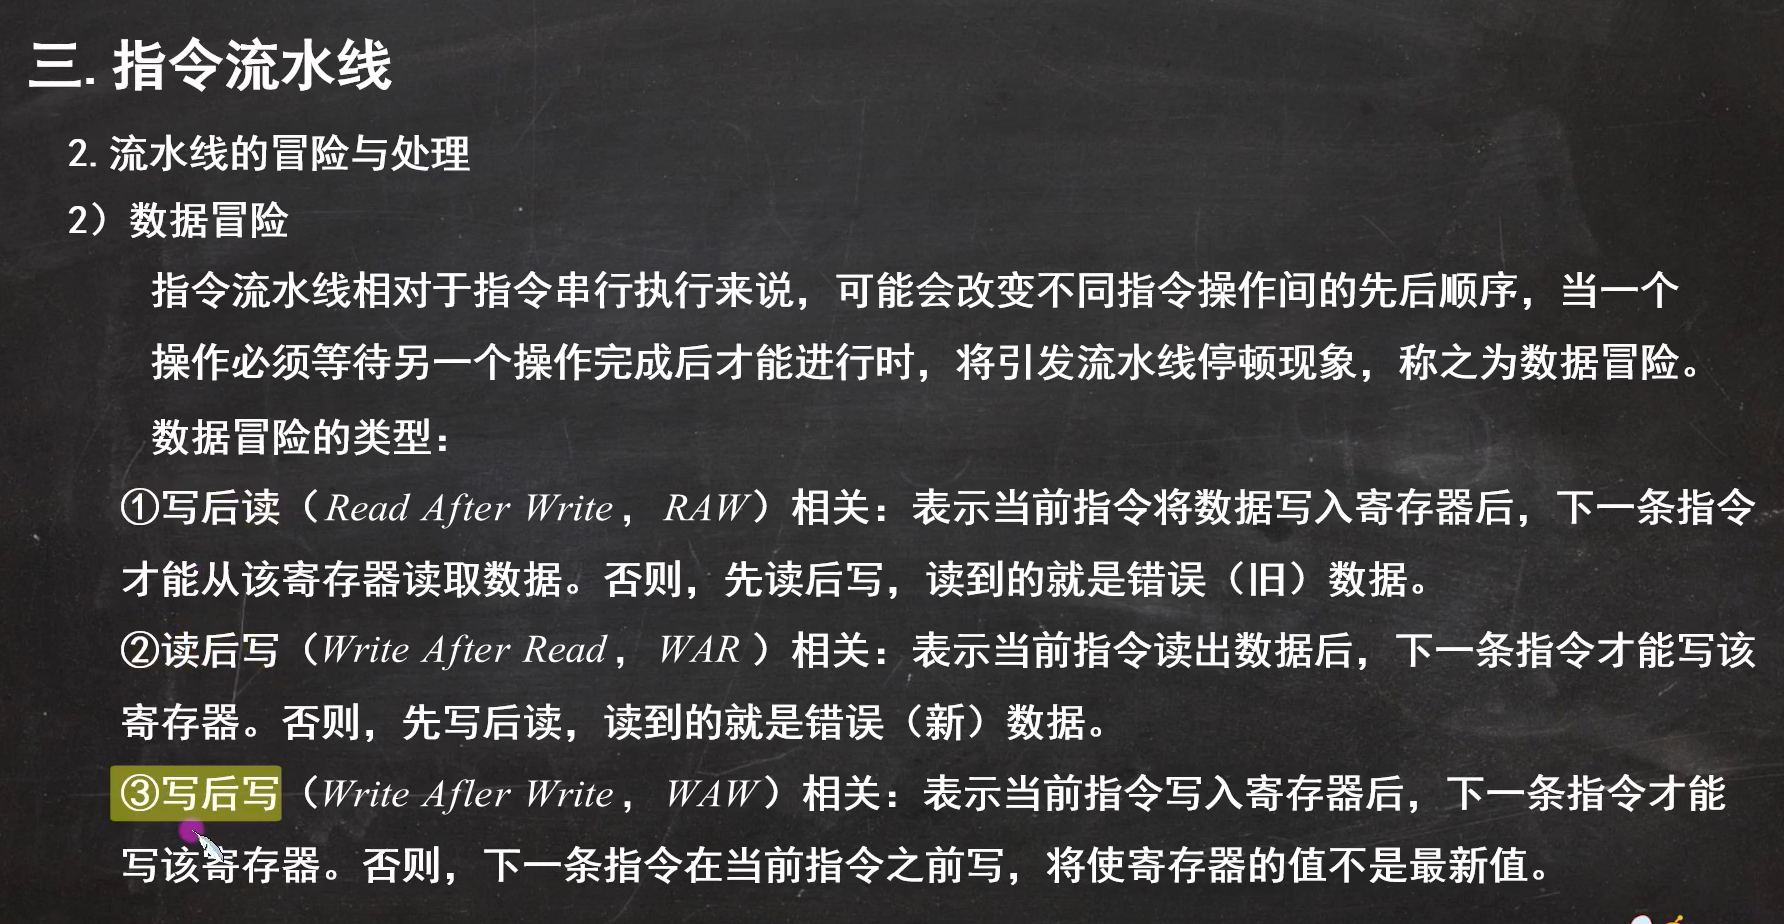 三.指令流水线
2.流水线的冒险与处理
2）数据冒险
指令流水线相对于指令串行执行来说，可能会改变不同指令操作间的先后顺序，当一个
操作必须等待另一个操作完成后才能进行时，将引发流水线停顿现象，称之为数据冒险。
数据冒险的类型：
①写后读（Read After Write，RAW）相关：表示当前指令将数据写入寄存器后，下一条指令
才能从该寄存器读取数据。否则，先读后写，读到的就是错误（旧）数据。
②读后写（Write After Read，WAR）相关：表示当前指令读出数据后，下一条指令才能写该
寄存器。否则，先写后读，读到的就是错误（新）数据。
③写后写（Write Afler Write，WAW）相关：表示当前指令写入寄存器后，下一条指令才能
写该寄存器。否则，下一条指令在当前指令之前写，将使寄存器的值不是最新值。